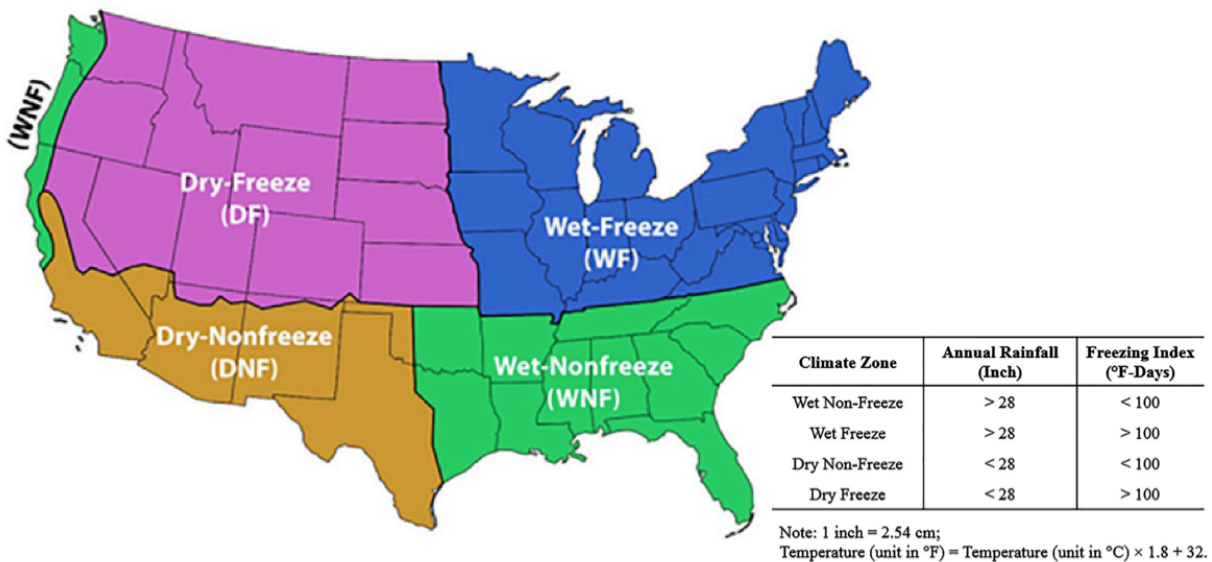 (WNF)
Dry-Freeze
(DF)
Wet-Freeze
(WF)
Dry-Nonfreeze
(DNF)
Wet-Nonfreeze
(WNF)
Climate Zone Annual Rainfall (Inch) Freezing Index (°F-Days)
Wet Non-Freeze > 28 < 100
Wet Freeze > 28 > 100
Dry Non-Freeze < 28 < 100
Dry Freeze < 28 > 100
Note: 1 inch = 2.54 cm;
Temperature (unit in °F) = Temperature (unit in °C) × 1.8 + 32.